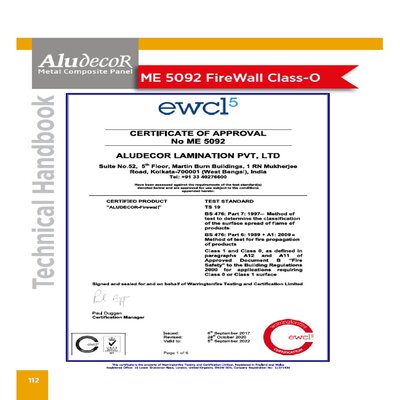 AludecoR
Metal Composite Panel
ME 5092 FireWall Class-O
Technical Handbook
ewcl5
CERTIFICATE OF APPROVAL
No ME 5092
ALUDECOR LAMINATION PVT, LTD
Suite No.52, 5th Floor, Martin Burn Buildings, 1 RN Mukherjee
Road, Kolkata-700001 (West Bengal), India
Tel: +91 33 40276600
Have been assessed against the requirements of the test standard(s)
denoted below and are approved for use subject to the conditions
appended hereto:
CERTIFIED PRODUCT
"ALUDECOR-Firewall"
TEST STANDARD
TS 19
BS 476: Part 7: 1997– Method of
test to determine the classification
of the surface spread of flame of
products
BS 476: Part 6: 1989 + A1: 2009 –
Method of test for fire propagation
of products
Class 1 and Class 0, as defined in
paragraphs A12 and A11 of
Approved Document B "Fire
Safety" to the Building Regulations
2000 for applications requiring
Class 0 or Class 1 surface
Signed and sealed for and on behalf of Warringtonfire Testing and Certification Limited
Paul Duggan
Certification Manager
Issued: 5th September 2017
Revised: 28th October 2020
Valid to: 5th September 2022
Page 1 of 5
ewcl5
CERTIFICATION
112